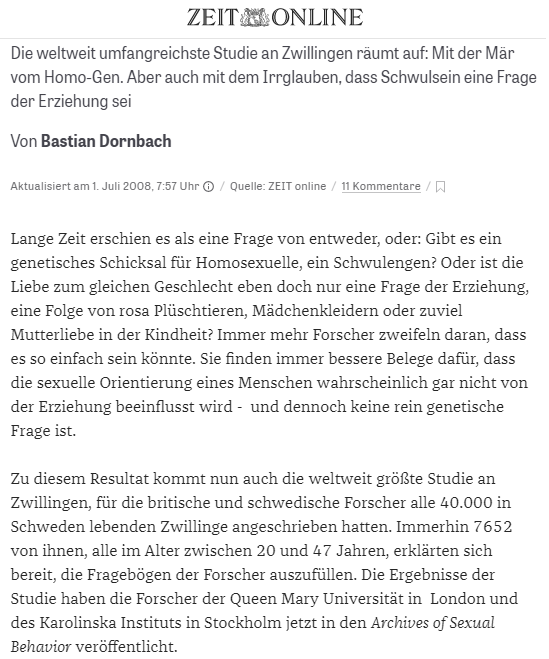 ZEIT ONLINE
Die weltweit umfangreichste Studie an Zwillingen räumt auf: Mit der Mär
vom Homo-Gen. Aber auch mit dem Irrglauben, dass Schwulsein eine Frage
der Erziehung sei
Von Bastian Dornbach
Aktualisiert am 1. Juli 2008, 7:57 Uhr / Quelle: ZEIT online / 11 Kommentare /
Lange Zeit erschien es als eine Frage von entweder, oder: Gibt es ein
genetisches Schicksal für Homosexuelle, ein Schwulengen? Oder ist die
Liebe zum gleichen Geschlecht eben doch nur eine Frage der Erziehung,
eine Folge von rosa Plüschtieren, Mädchenkleidern oder zuviel
Mutterliebe in der Kindheit? Immer mehr Forscher zweifeln daran, dass
es so einfach sein könnte. Sie finden immer bessere Belege dafür, dass
die sexuelle Orientierung eines Menschen wahrscheinlich gar nicht von
der Erziehung beeinflusst wird - und dennoch keine rein genetische
Frage ist.
Zu diesem Resultat kommt nun auch die weltweit größte Studie an
Zwillingen, für die britische und schwedische Forscher alle 40.000 in
Schweden lebenden Zwillinge angeschrieben hatten. Immerhin 7652
von ihnen, alle im Alter zwischen 20 und 47 Jahren, erklärten sich
bereit, die Fragebögen der Forscher auszufüllen. Die Ergebnisse der
Studie haben die Forscher der Queen Mary Universität in London und
des Karolinska Instituts in Stockholm jetzt in den Archives of Sexual
Behavior veröffentlicht.